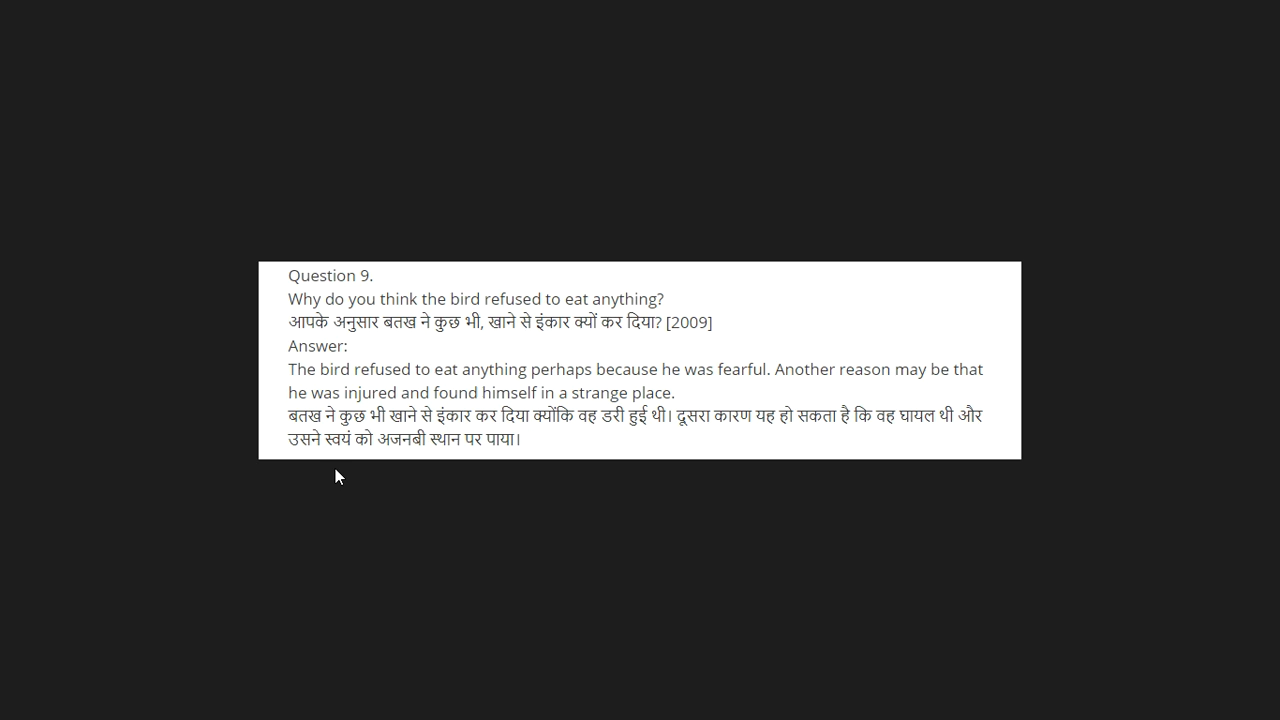 Question 9.
Why do you think the bird refused to eat anything?
आपके अनुसार बतख ने कुछ भी, खाने से इंकार क्यों कर दिया? [2009]
Answer:
The bird refused to eat anything perhaps because he was fearful. Another reason may be that
he was injured and found himself in a strange place.
बतख ने कुछ भी खाने से इंकार कर दिया क्योंकि वह डरी हुई थी। दूसरा कारण यह हो सकता है कि वह घायल थी और
उसने स्वयं को अजनबी स्थान पर पाया।